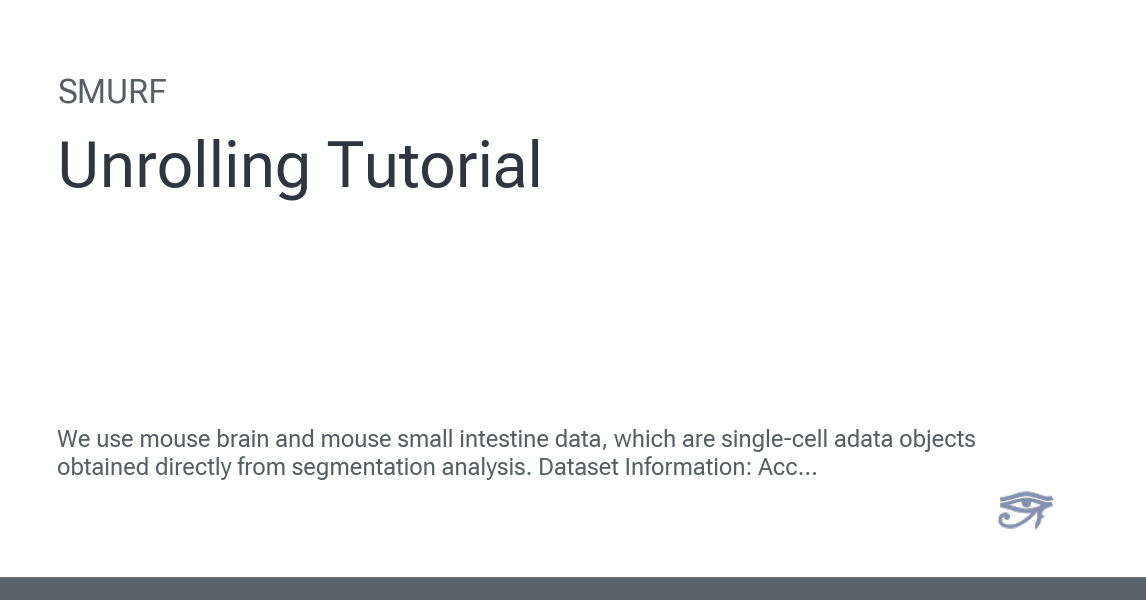 SMURF
Unrolling Tutorial
We use mouse brain and mouse small intestine data, which are single-cell adata objects
obtained directly from segmentation analysis. Dataset Information: Acc...